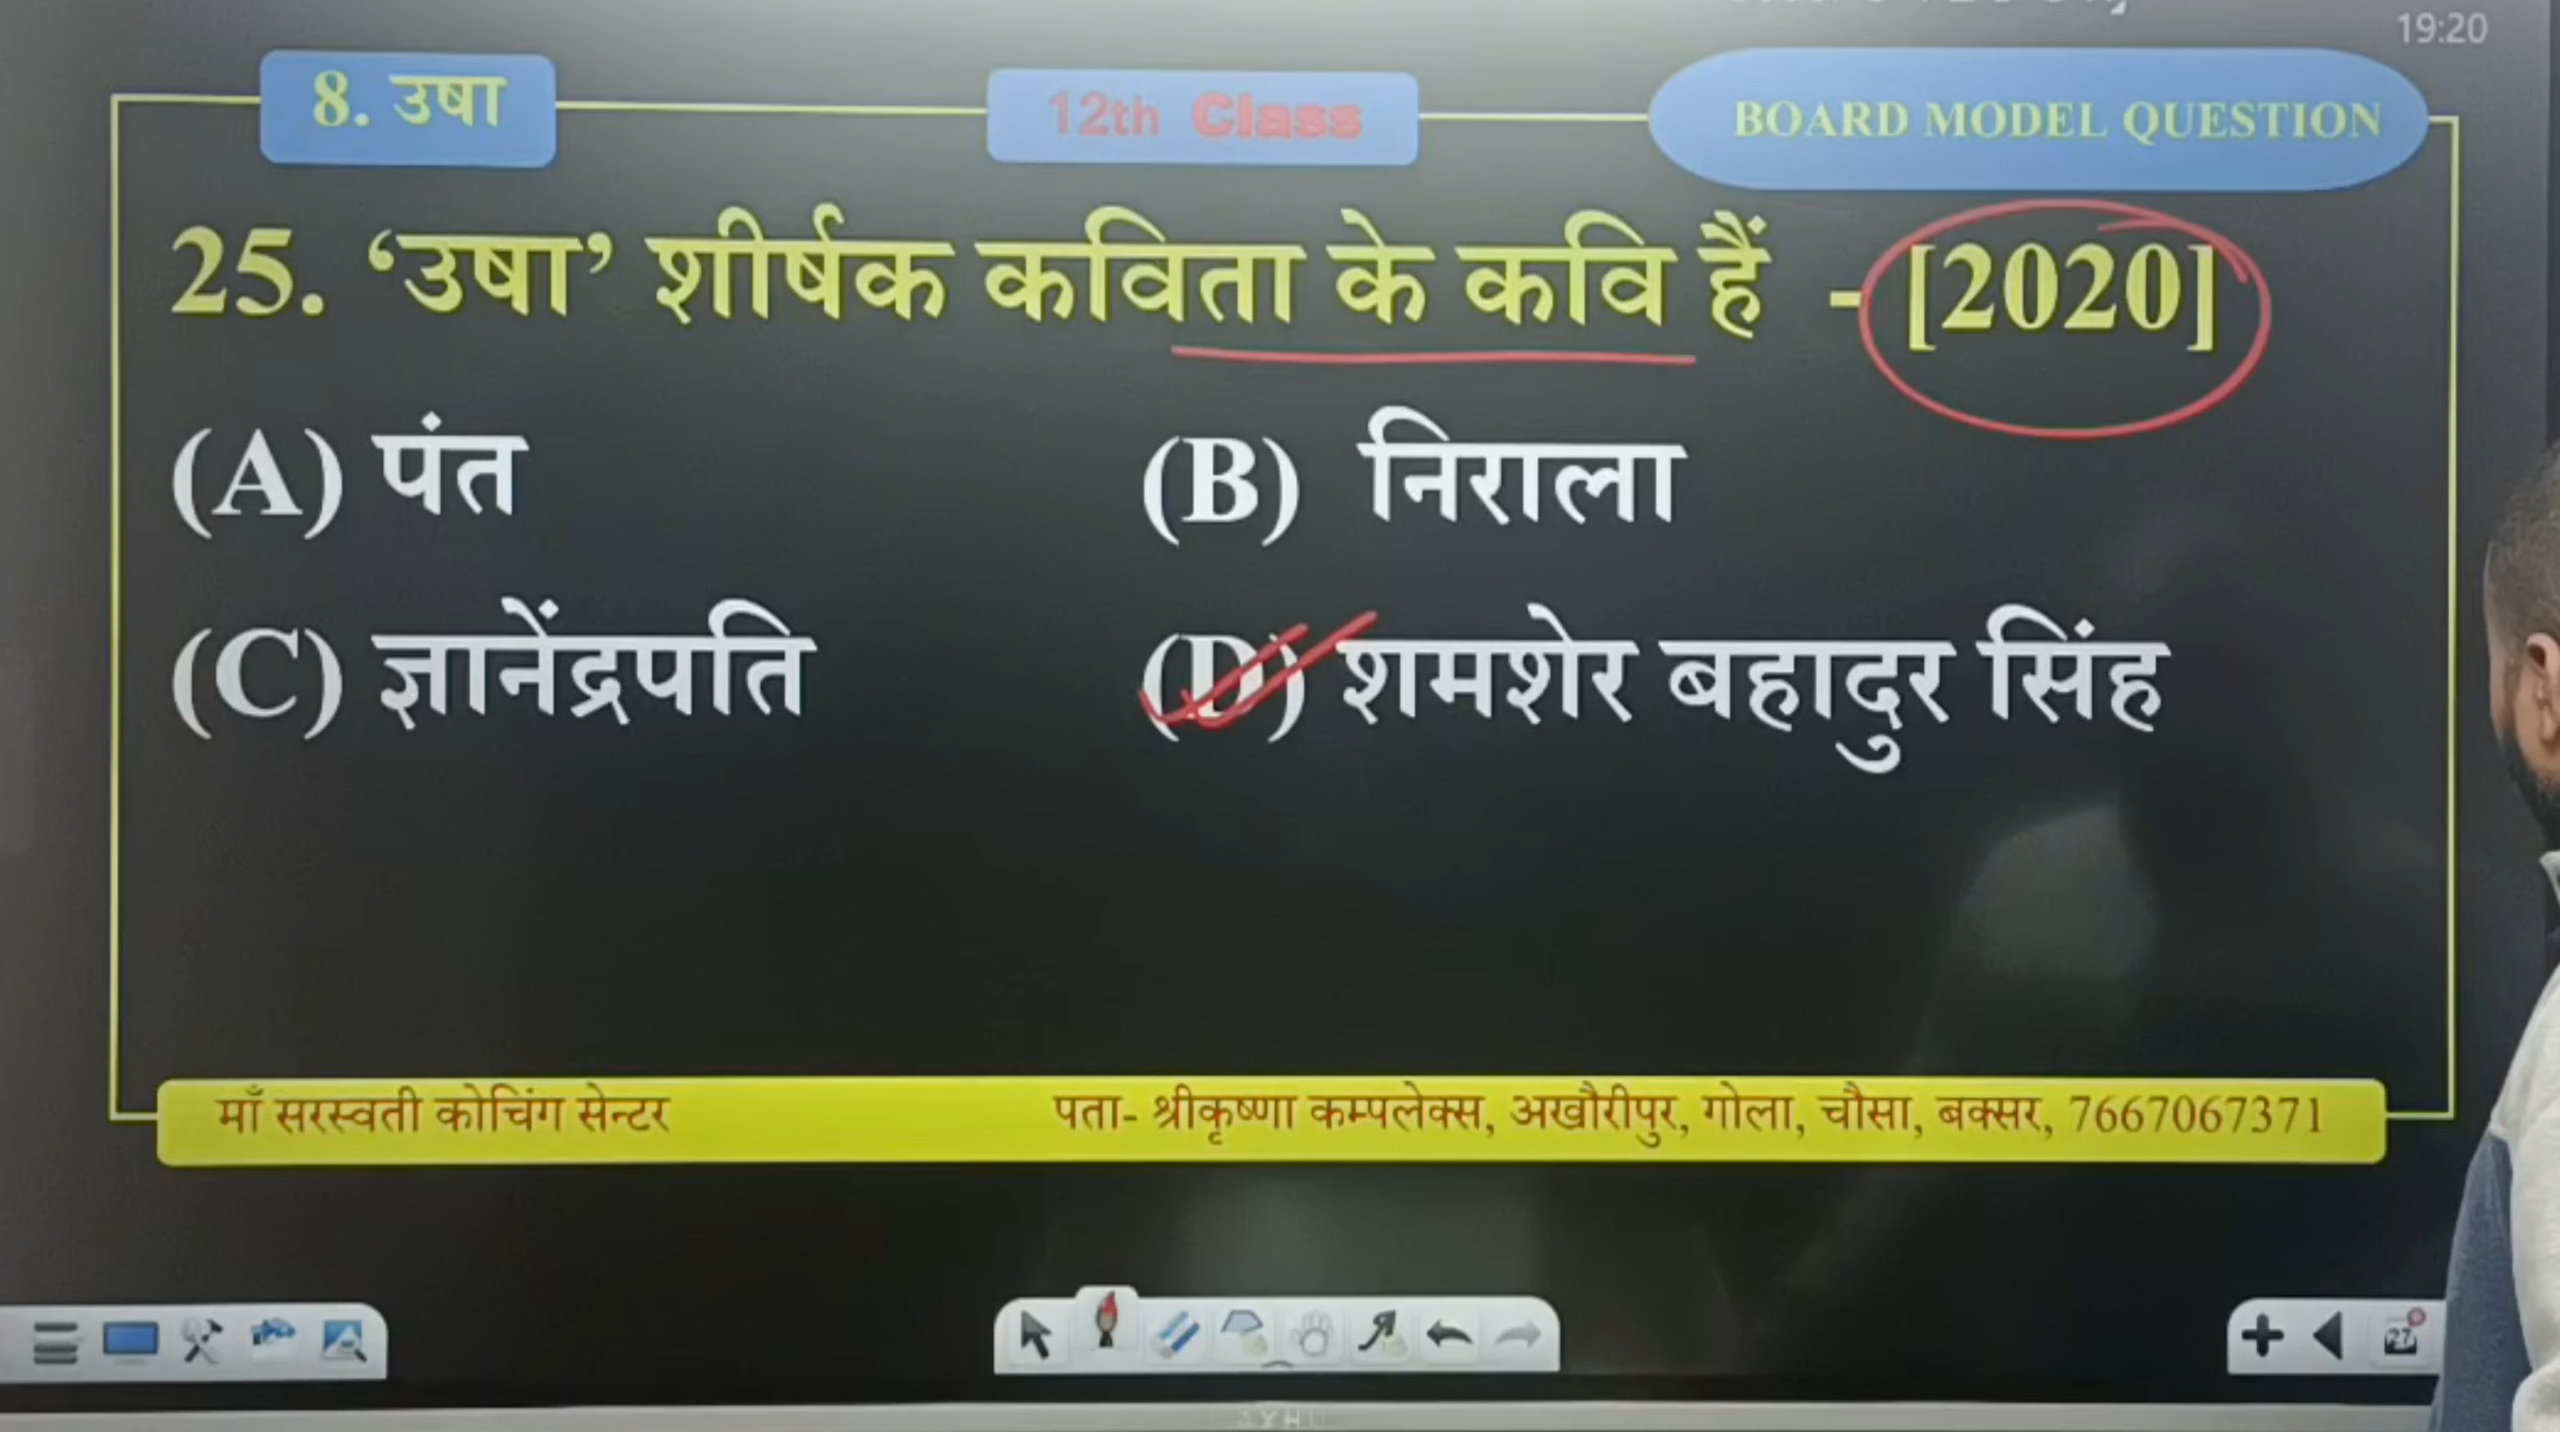 19:20
8. उषा
12th Class
BOARD MODEL QUESTION
25. ‘उषा’ शीर्षक कविता के कवि हैं - [2020]
(A) पंत (B) निराला
(C) ज्ञानेंद्रपति (D) शमशेर बहादुर सिंह
माँ सरस्वती कोचिंग सेन्टर पता- श्रीकृष्णा कम्पलेक्स, अखौरीपुर, गोला, चौसा, बक्सर, 7667067371
27